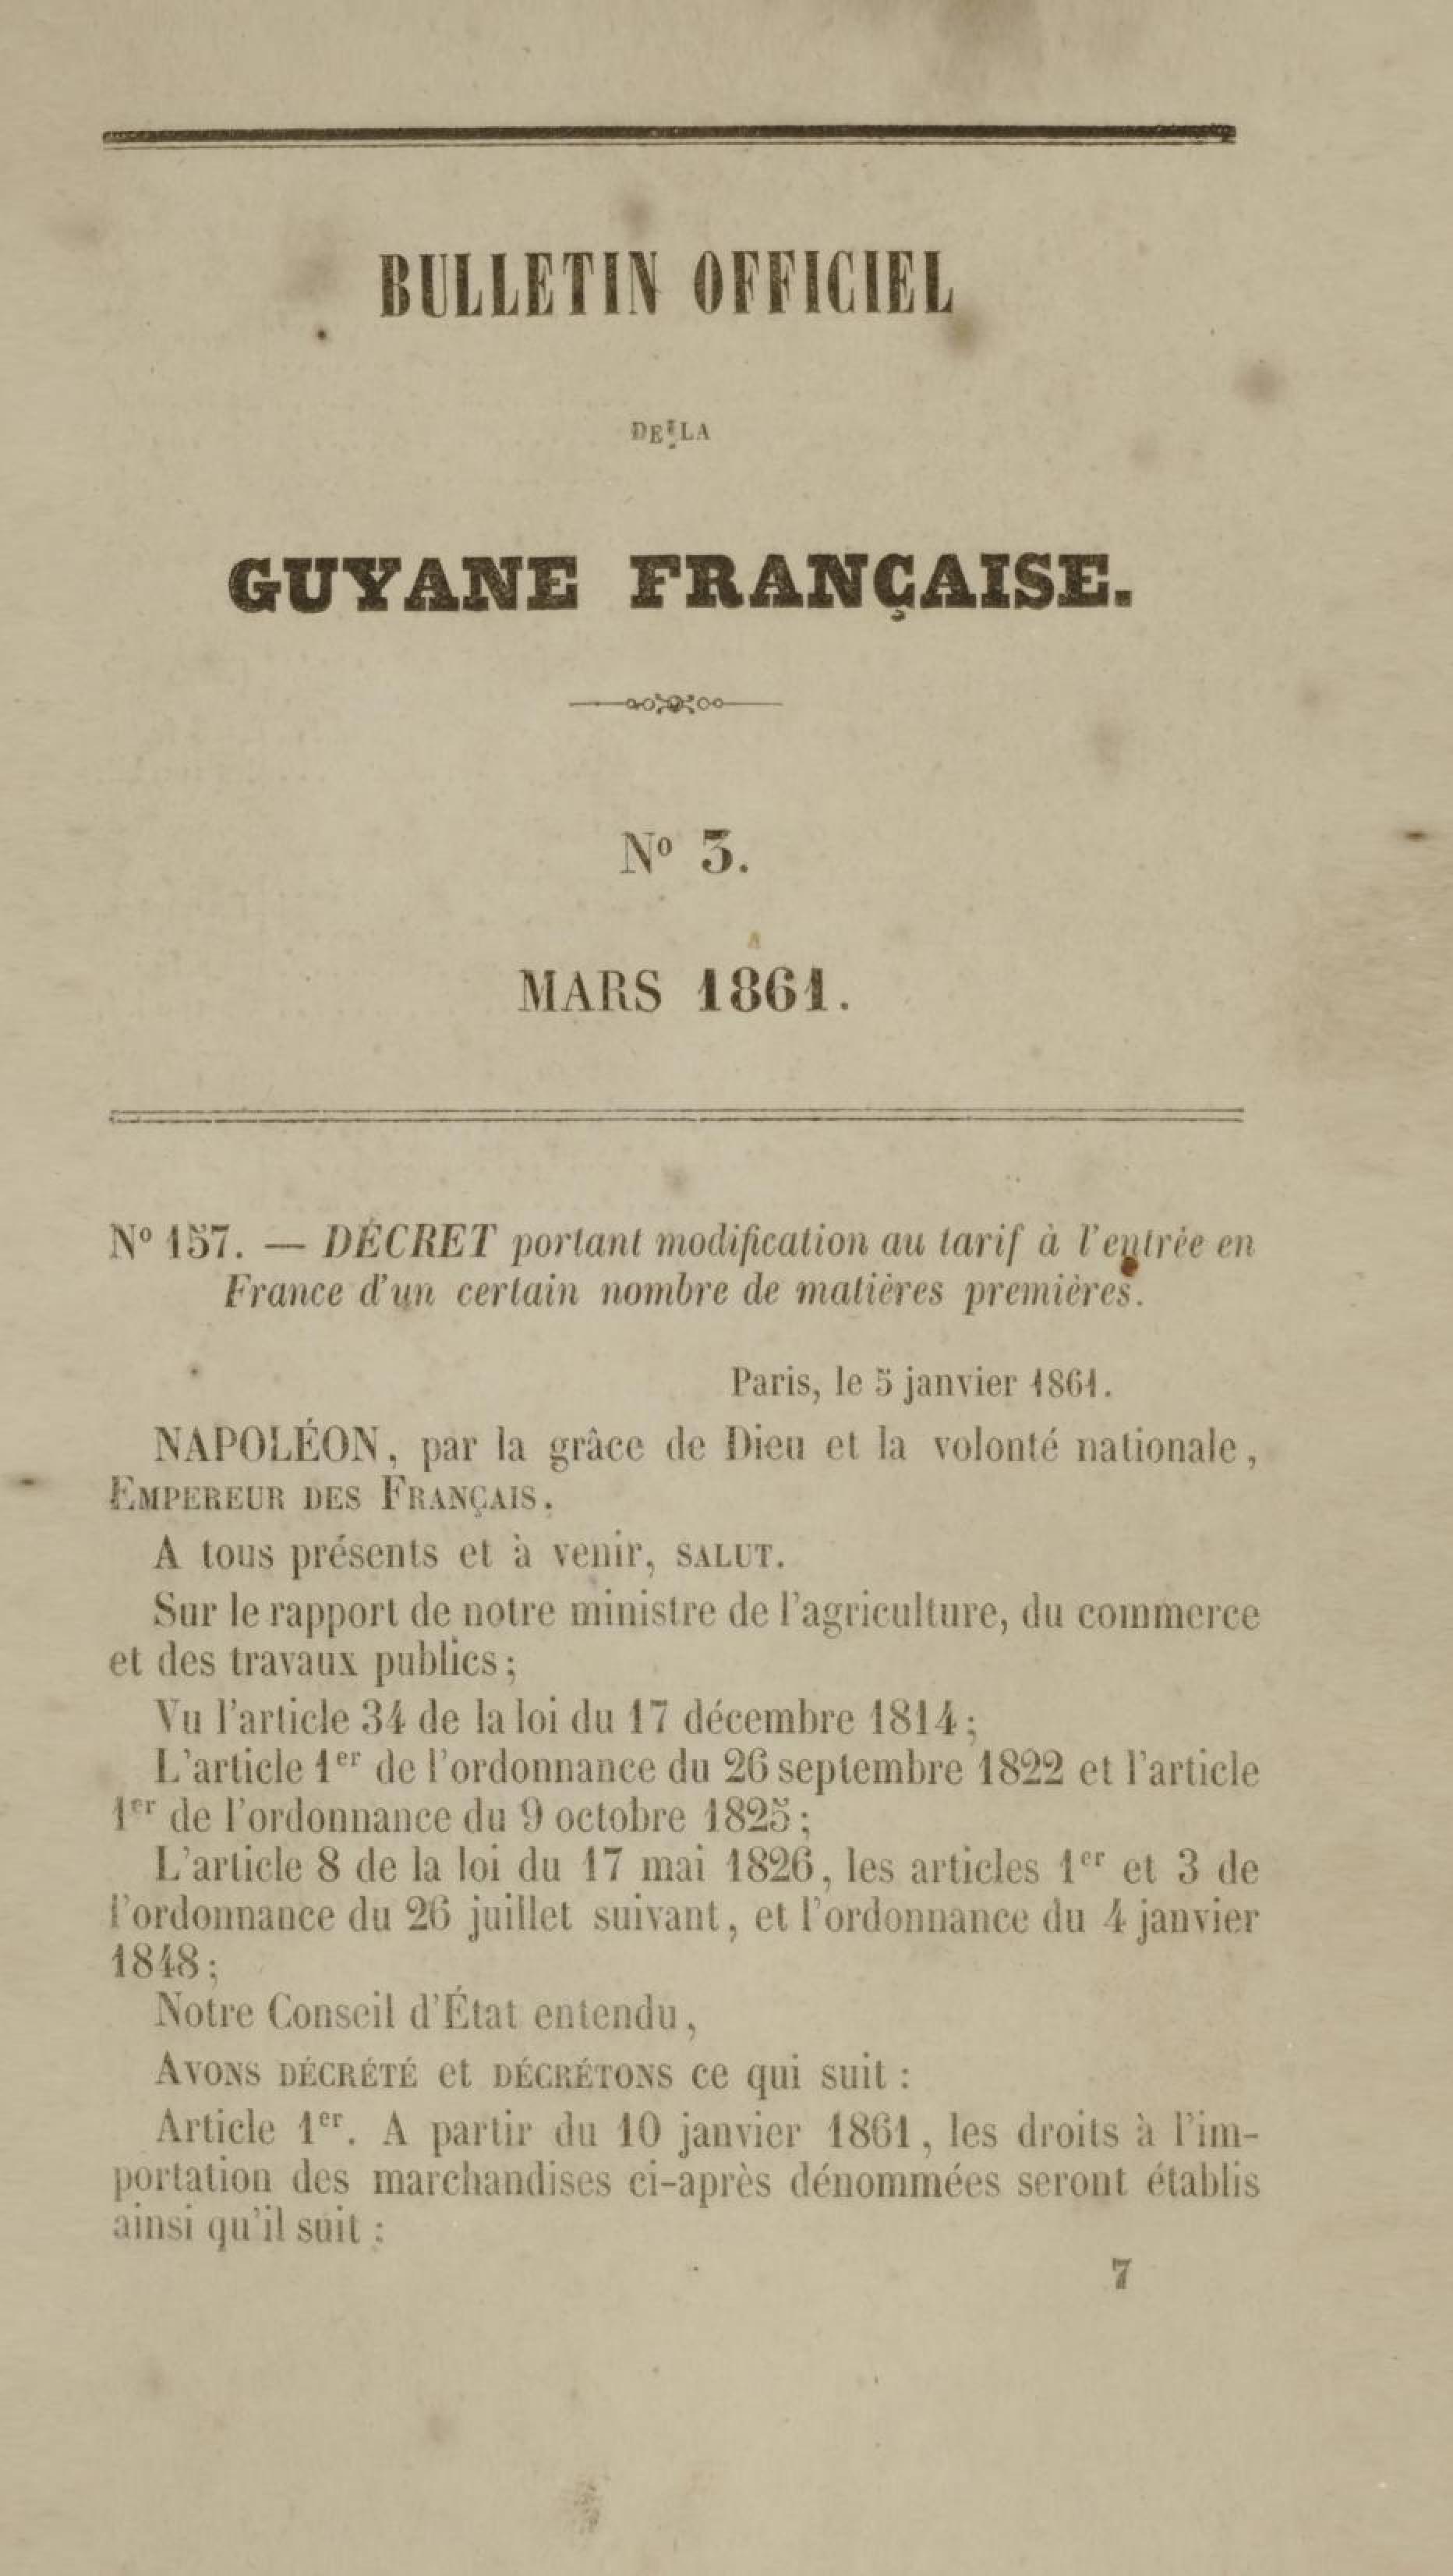 BULLETIN OFFICIEL
DE LA
GUYANE FRANÇAISE.
Nº 3.
MARS 1861.
Nº 157. — DÉCRET portant modification au tarif à l'entrée en
France d'un certain nombre de matières premières.
Paris, le 5 janvier 1861.
NAPOLÉON, par la grâce de Dieu et la volonté nationale,
EMPEREUR DES FRANÇAIS.
A tous présents et à venir, SALUT.
Sur le rapport de notre ministre de l'agriculture, du commerce
et des travaux publics;
Vu l'article 34 de la loi du 17 décembre 1814;
L'article 1er de l'ordonnance du 26 septembre 1822 et l'article
1er de l'ordonnance du 9 octobre 1825;
L'article 8 de la loi du 17 mai 1826, les articles 1er et 3 de
l'ordonnance du 26 juillet suivant, et l'ordonnance du 4 janvier
1848;
Notre Conseil d'État entendu,
AVONS DÉCRÉTÉ et DÉCRÉTONS ce qui suit :
Article 1er. A partir du 10 janvier 1861, les droits à l'im-
portation des marchandises ci-après dénommées seront établis
ainsi qu'il suit :
7